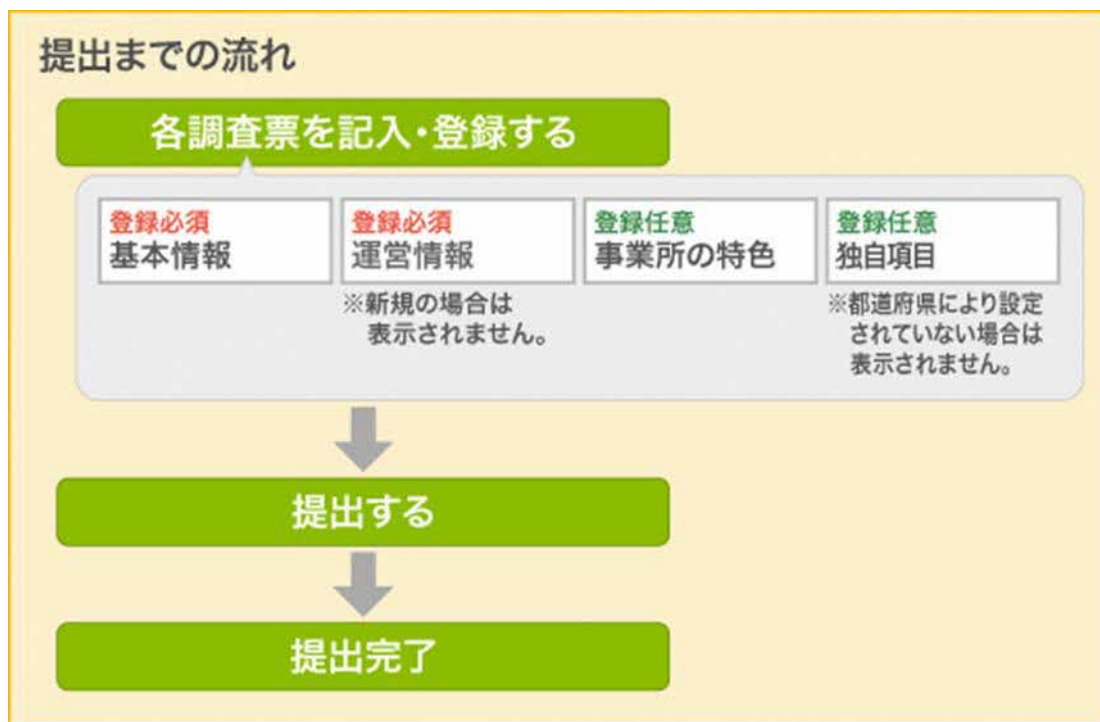 提出までの流れ
各調査票を記入・登録する
登録必須
基本情報
登録必須
運営情報
※新規の場合は
表示されません。
登録任意
事業所の特色
登録任意
独自項目
※都道府県により設定
されていない場合は
表示されません。
提出する
提出完了